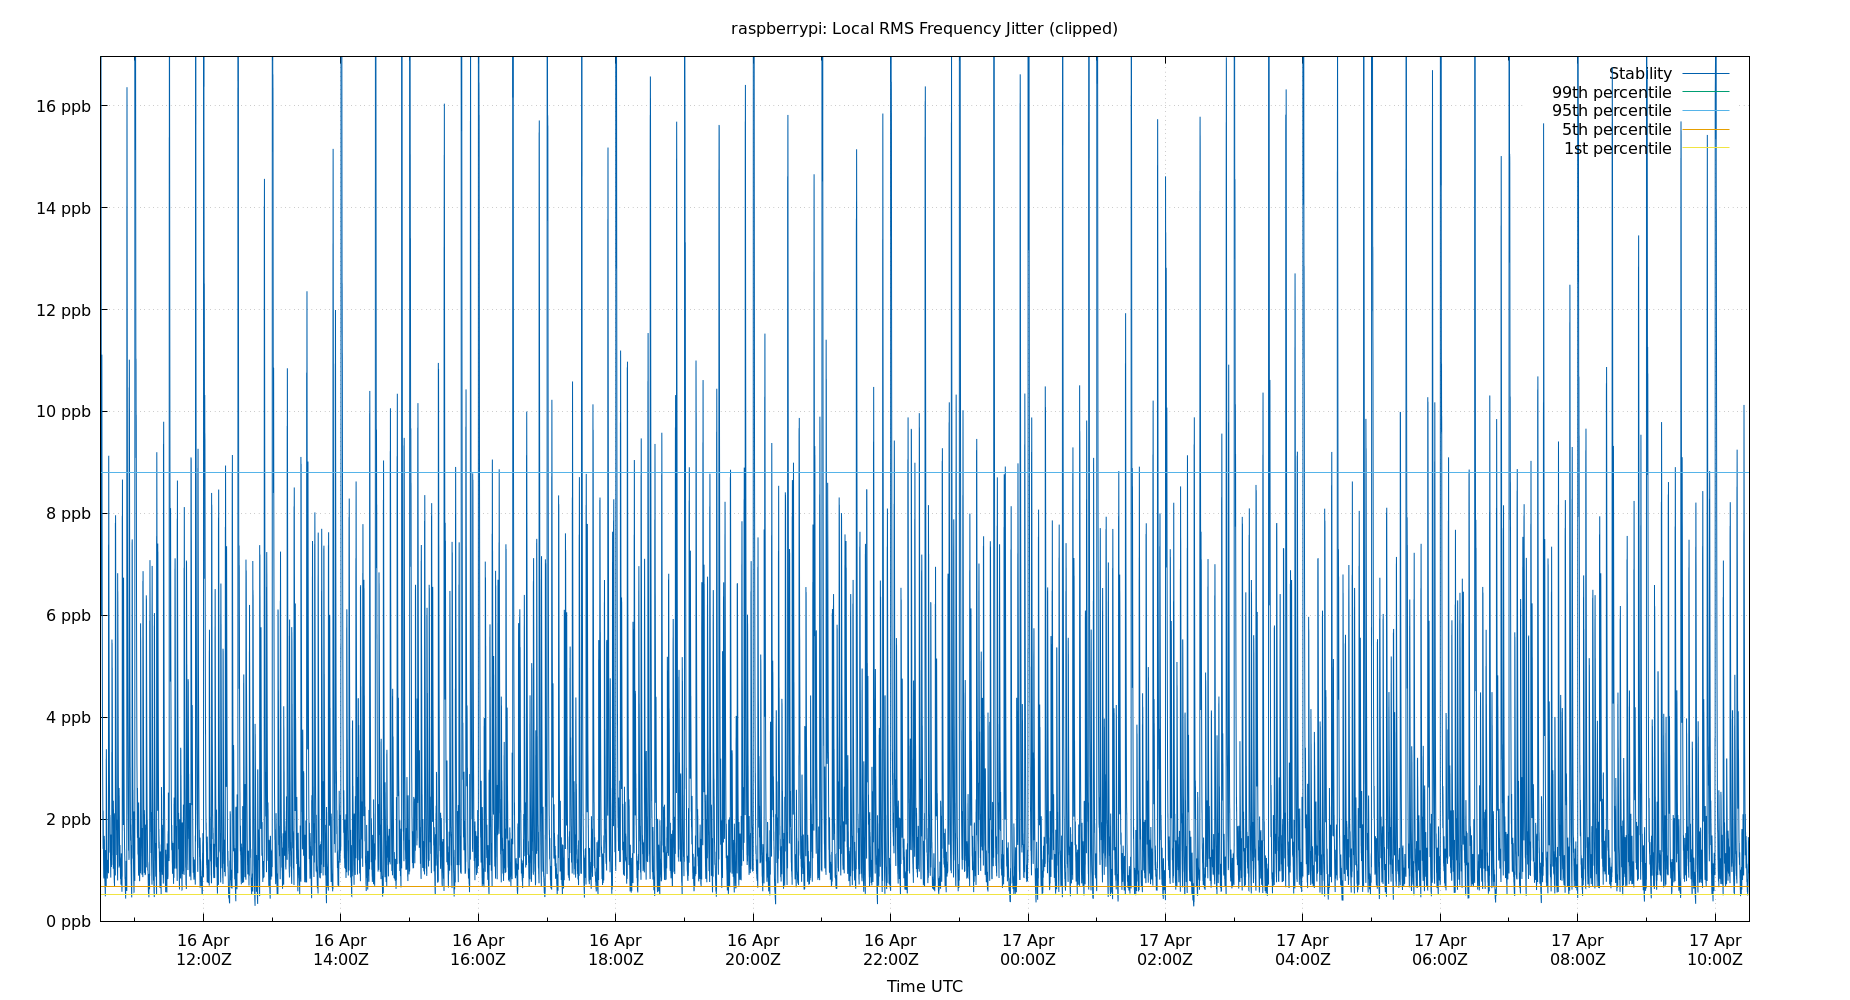 raspberrypi: Local RMS Frequency Jitter (clipped)
Stability
99th percentile
95th percentile
5th percentile
1st percentile
16 ppb
14 ppb
12 ppb
10 ppb
8 ppb
6 ppb
4 ppb
2 ppb
0 ppb
16 Apr 16 Apr 16 Apr 16 Apr 16 Apr 16 Apr 17 Apr 17 Apr 17 Apr 17 Apr 17 Apr 17 Apr
12:00Z 14:00Z 16:00Z 18:00Z 20:00Z 22:00Z 00:00Z 02:00Z 04:00Z 06:00Z 08:00Z 10:00Z
Time UTC